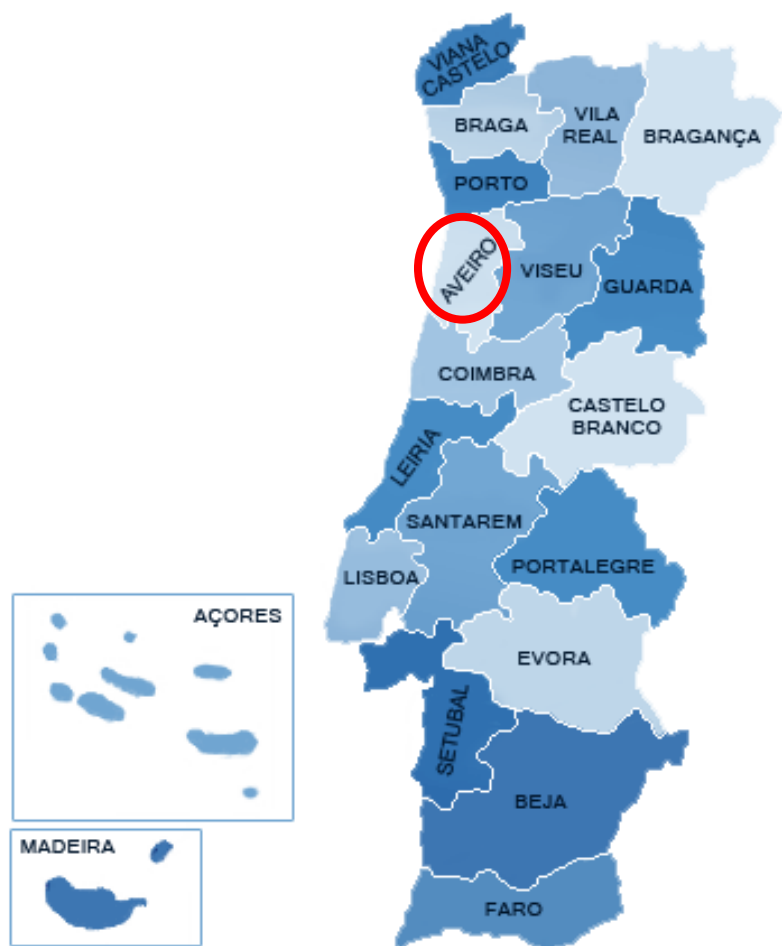 VIANA
CASTELO
BRAGA
VILA
REAL
BRAGANÇA
PORTO
AVEIRO
VISEU
GUARDA
COIMBRA
CASTELO
BRANCO
LEIRIA
SANTAREM
LISBOA
PORTALEGRE
AÇORES
EVORA
SETUBAL
BEJA
MADEIRA
FARO